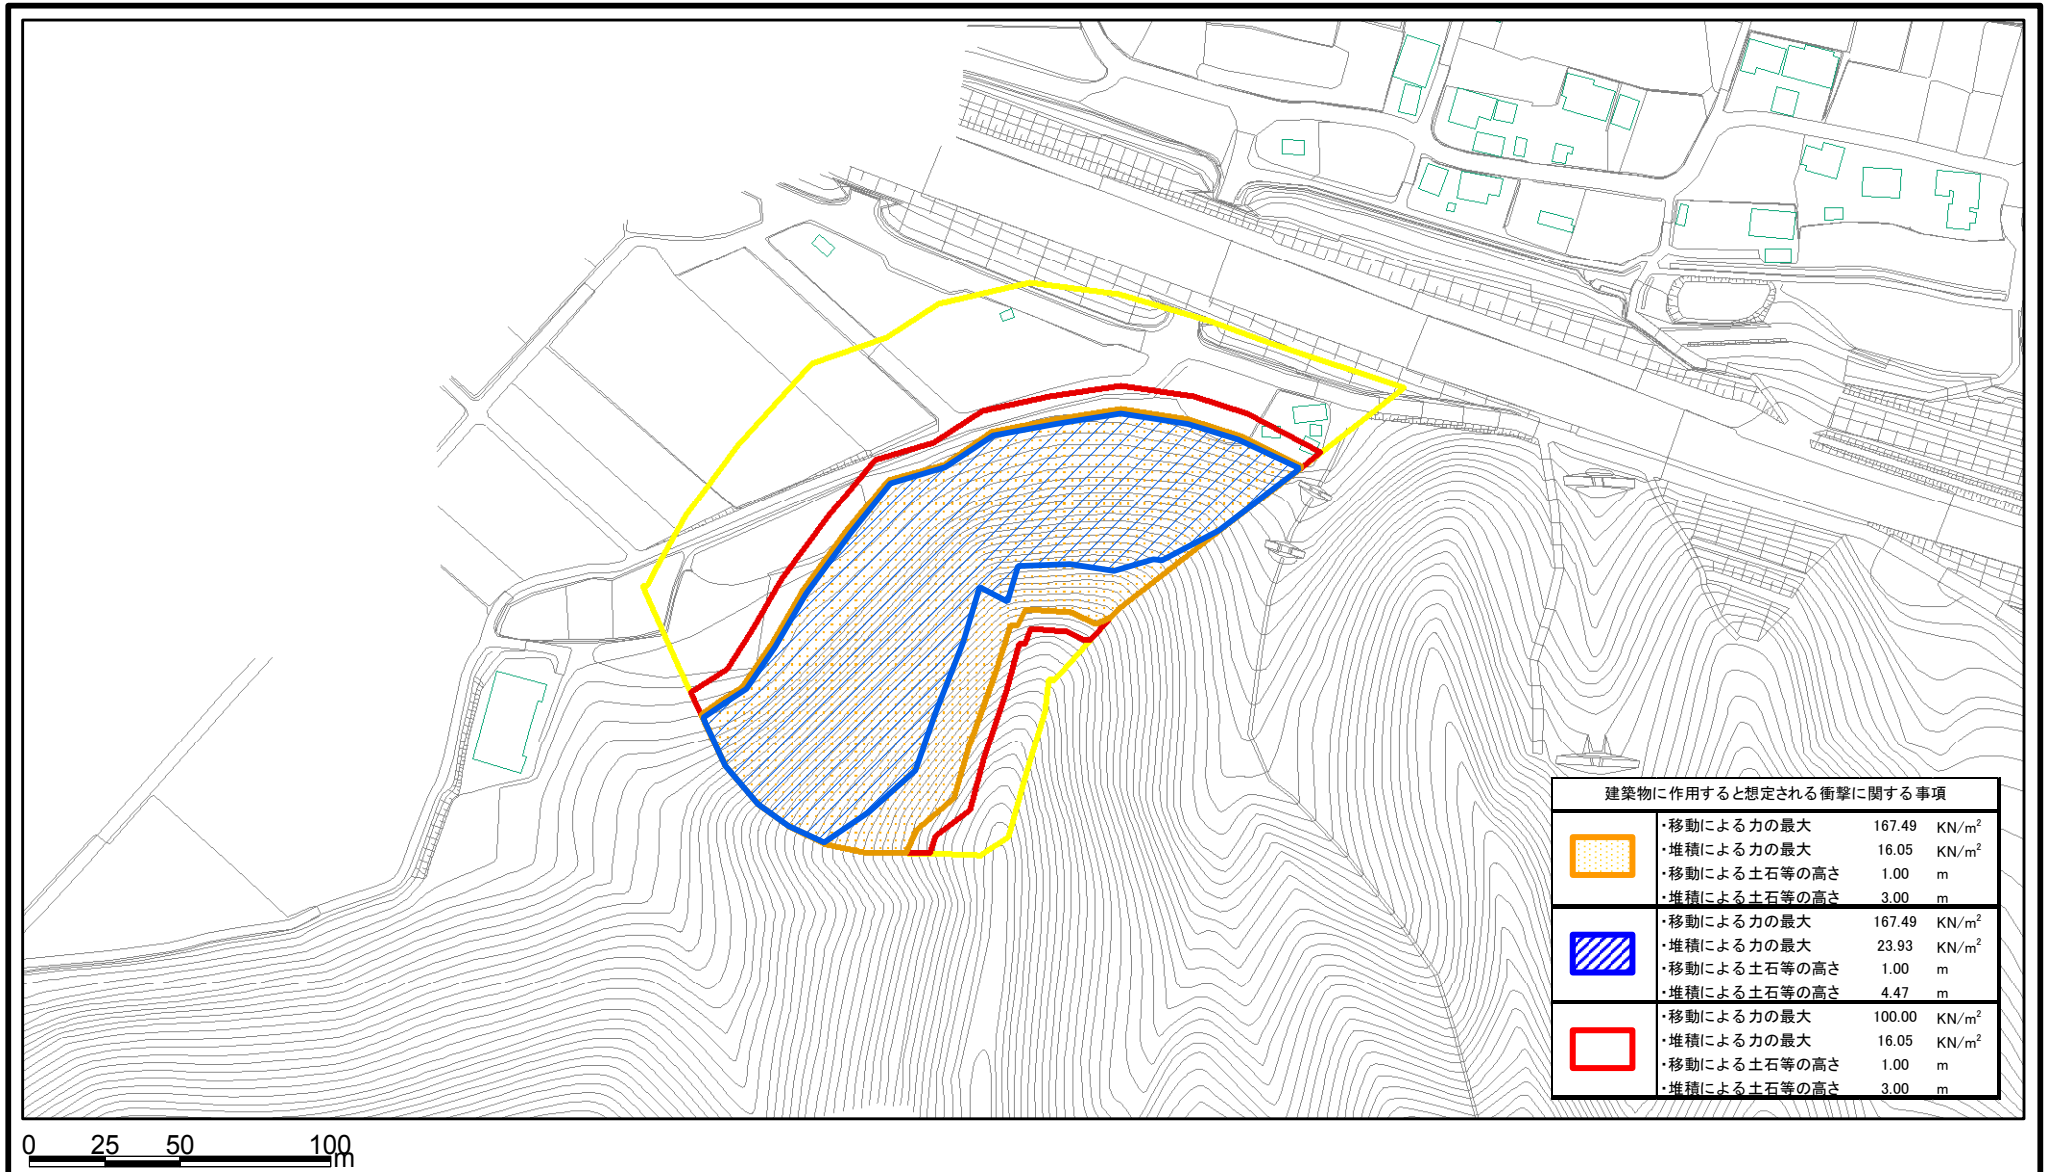 建築物に作用すると想定される衝撃に関する事項
・移動による力の最大 167.49 KN/m²
・堆積による力の最大 16.05 KN/m²
・移動による土石等の高さ 1.00 m
・堆積による土石等の高さ 3.00 m
・移動による力の最大 167.49 KN/m²
・堆積による力の最大 23.93 KN/m²
・移動による土石等の高さ 1.00 m
・堆積による土石等の高さ 4.47 m
・移動による力の最大 100.00 KN/m²
・堆積による力の最大 16.05 KN/m²
・移動による土石等の高さ 1.00 m
・堆積による土石等の高さ 3.00 m
0 25 50 100
m